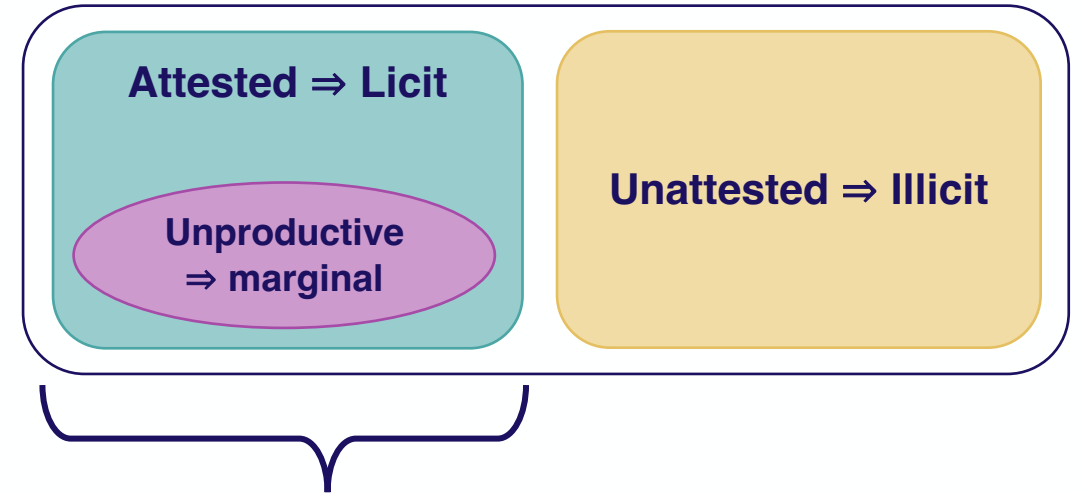 Attested ⇒ Licit
Unproductive
⇒ marginal
Unattested ⇒ Illicit